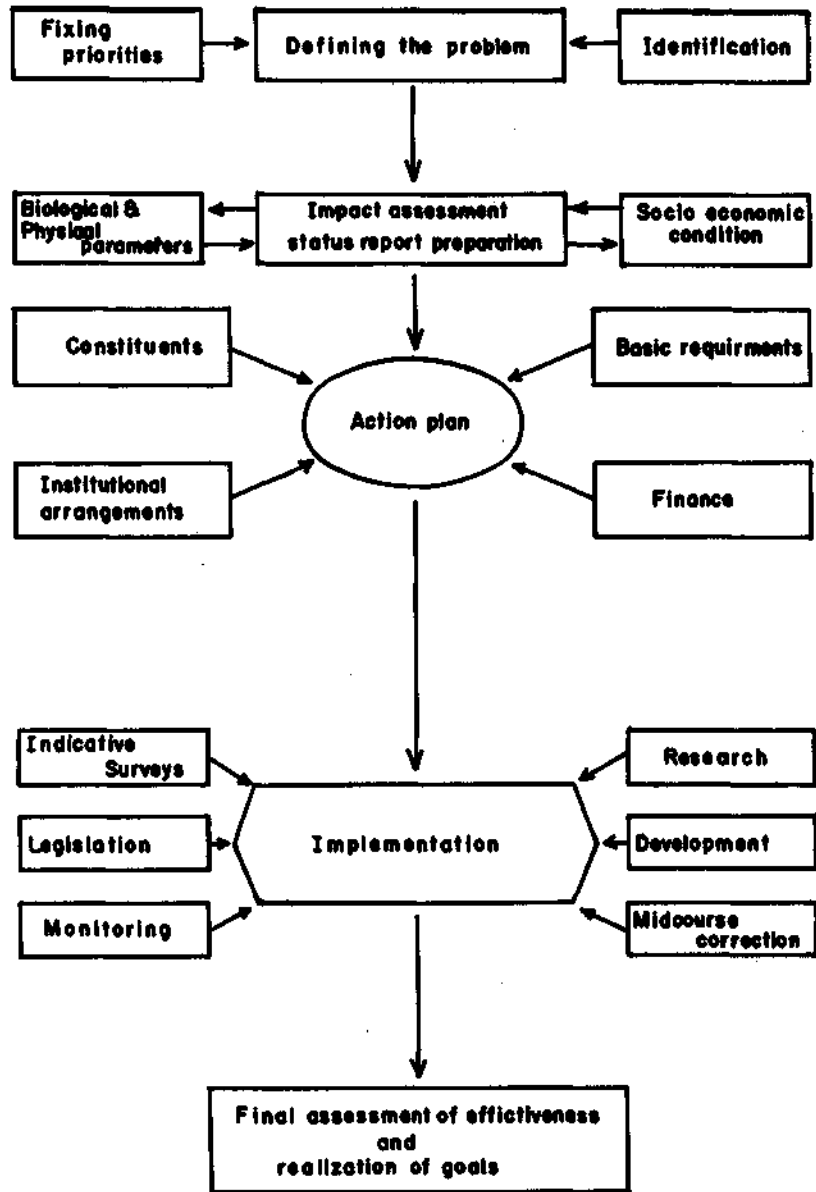 Fixing
priorities
Defining the problem
Identification
Biological &
Physical
parameters
Impact assessment
status report preparation
Socio economic
condition
Constituents
Basic requirments
Action plan
Institutional
arrangements
Finance
Indicative
Surveys
Research
Legislation
Implementation
Development
Monitoring
Midcourse
correction
Final assessment of effictiveness
and
realization of goals